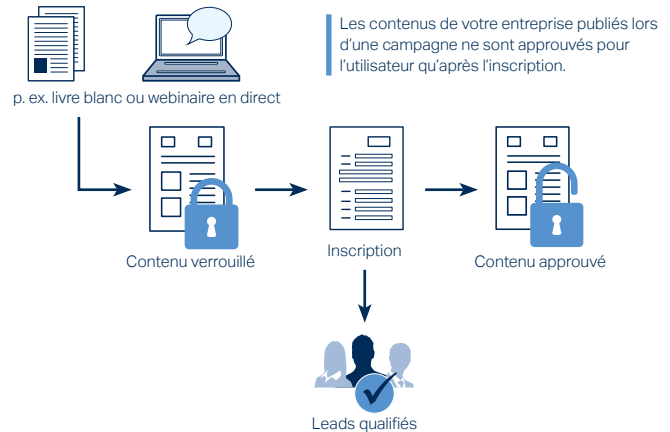 Les contenus de votre entreprise publiés lors
d'une campagne ne sont approuvés pour
l'utilisateur qu'après l'inscription.
p. ex. livre blanc ou webinaire en direct
Contenu verrouillé
Inscription
Contenu approuvé
Leads qualifiés